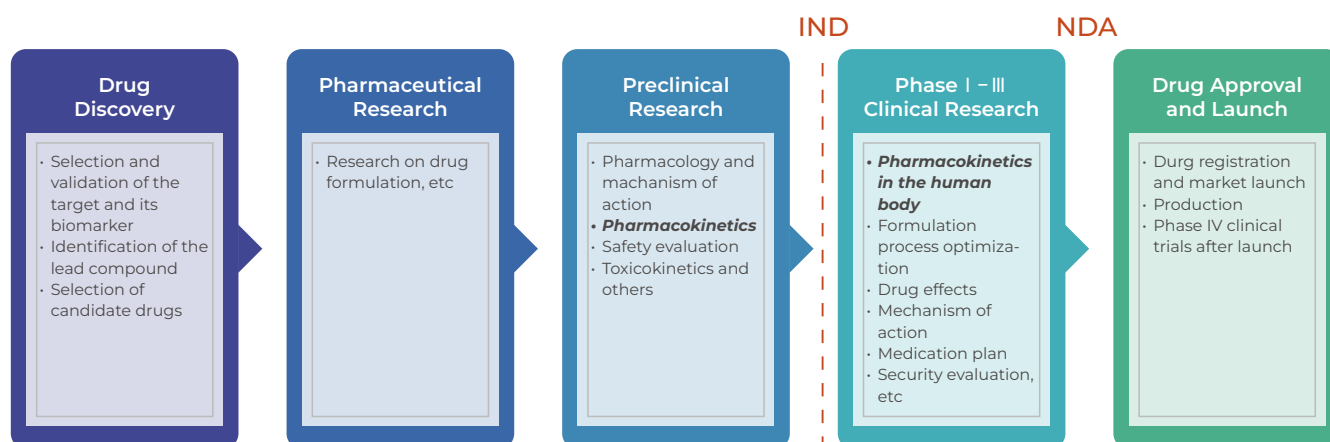 IND
NDA
Drug
Discovery
· Selection and
validation of the
target and its
biomarker
· Identification of the
lead compound
· Selection of
candidate drugs
Pharmaceutical
Research
· Research on drug
formulation, etc
Preclinical
Research
· Pharmacology and
machanism of
action
· Pharmacokinetics
· Safety evaluation
· Toxicokinetics and
others
Phase Ⅰ - Ⅲ
Clinical Research
· Pharmacokinetics
in the human
body
· Formulation
process optimiza-
tion
· Drug effects
· Mechanism of
action
· Medication plan
· Security evaluation,
etc
Drug Approval
and Launch
· Durg registration
and market launch
· Production
· Phase IV clinical
trials after launch